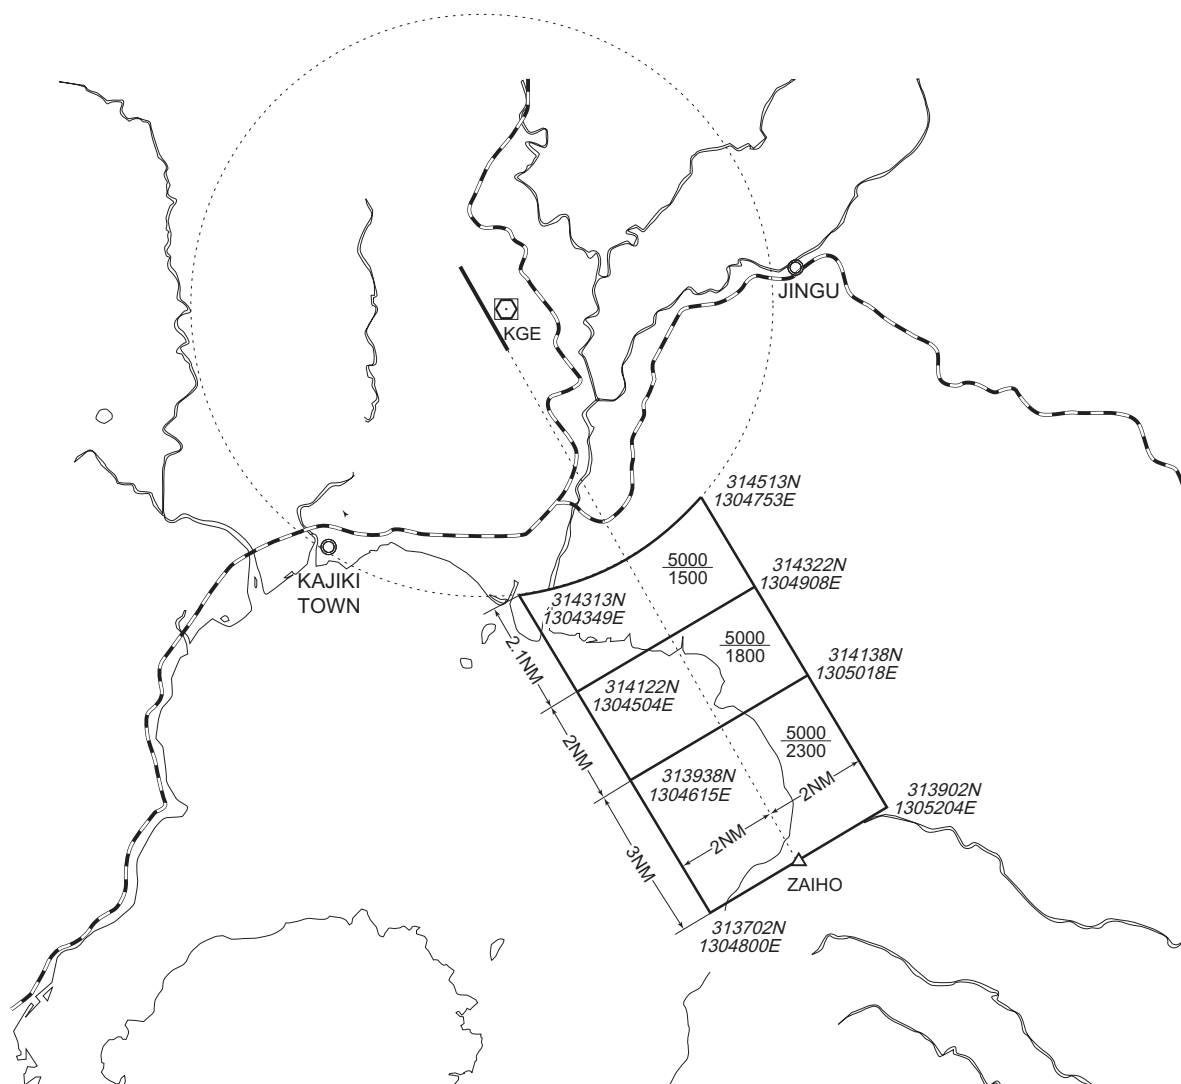 JINGU
KGE
314513N
1304753E
5000
1500
314322N
1304908E
KAJIKI
TOWN
314313N
1304349E
5000
1800
314138N
1305018E
2.1NM
314122N
1304504E
5000
2300
2NM
313938N
1304615E
2NM
313902N
1305204E
2NM
3NM
ZAIHO
313702N
1304800E